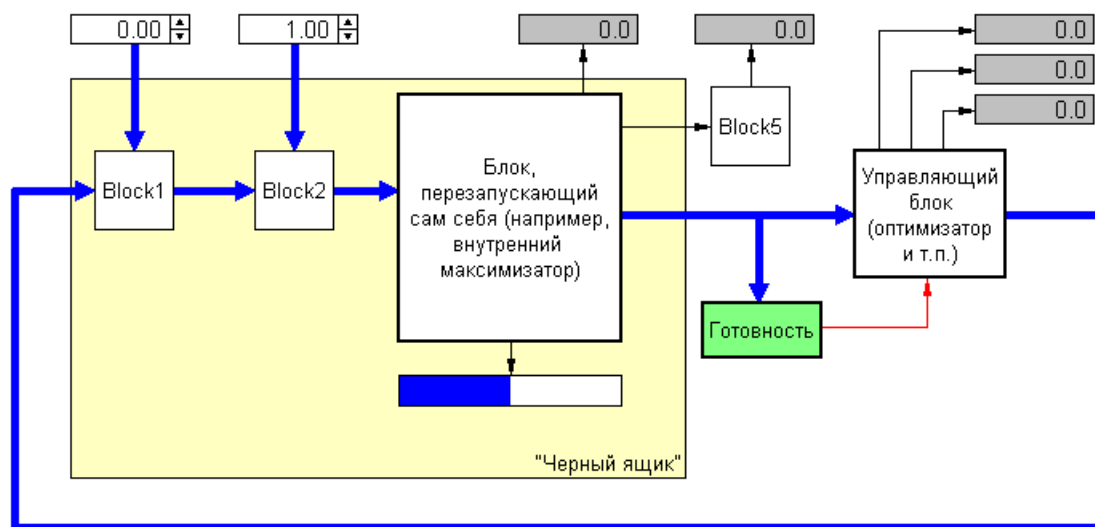 0.00
1.00
0.0
0.0
0.0
0.0
0.0
Block1
Block2
Блок,
перезапускающий
сам себя (например,
внутренний
максимизатор)
Block5
Управляющий
блок
(оптимизатор
и т.п.)
Готовность
"Черный ящик"